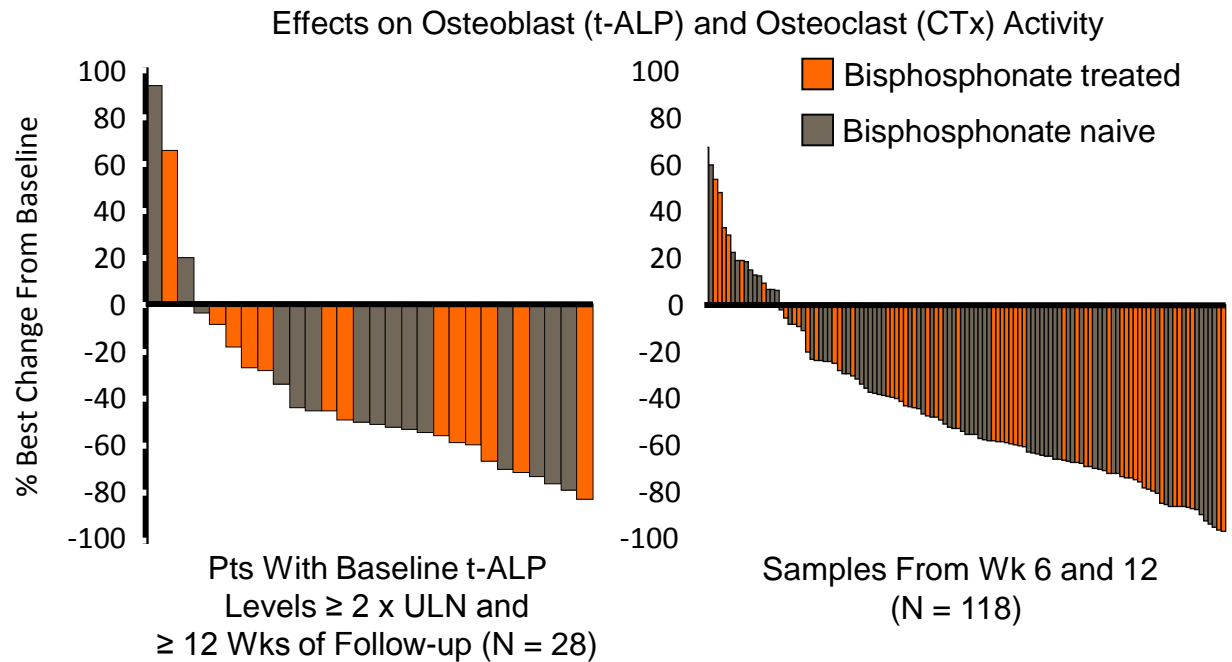 Effects on Osteoblast (t-ALP) and Osteoclast (CTx) Activity
% Best Change From Baseline
100
80
60
40
20
0
-20
-40
-60
-80
-100
Pts With Baseline t-ALP
Levels ≥ 2 x ULN and
≥ 12 Wks of Follow-up (N = 28)
100
80
60
40
20
0
-20
-40
-60
-80
-100
Bisphosphonate treated
Bisphosphonate naive
Samples From Wk 6 and 12
(N = 118)